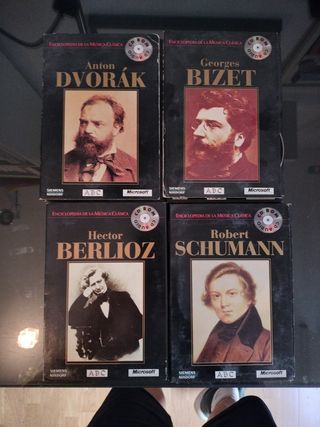 ENCICLOPEDIA DE LA MÚSICA CLÁSICA
CD-ROM
Anton
DVORÁK
SIEMENS
NIXDORF
ABC
Microsoft
ENCICLOPEDIA DE LA MÚSICA CLÁSICA
CD-ROM
Georges
BIZET
SIEMENS
NIXDORF
ABC
Microsoft
ENCICLOPEDIA DE LA MÚSICA CLÁSICA
CD-ROM
Hector
BERLIOZ
SIEMENS
NIXDORF
ABC
Microsoft
ENCICLOPEDIA DE LA MÚSICA CLÁSICA
CD-ROM
Robert
SCHUMANN
SIEMENS
NIXDORF
ABC
Microsoft